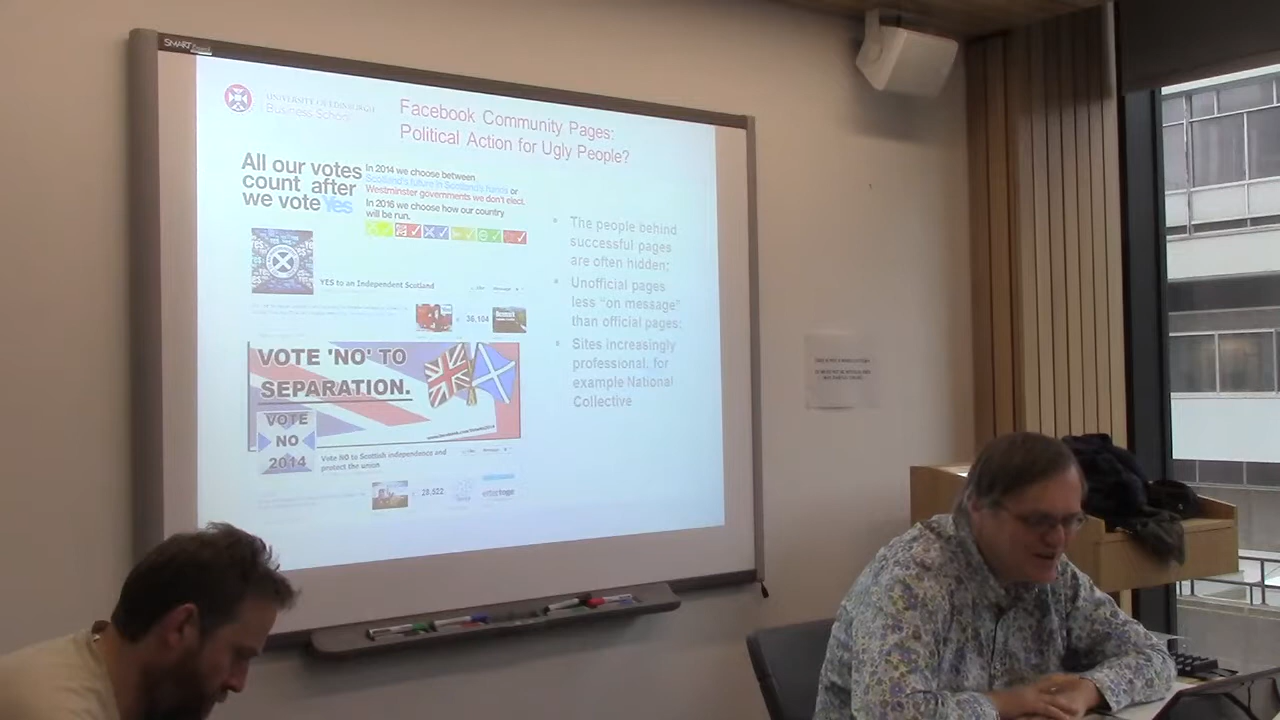 SMART
UNIVERSITY OF EDINBURGH
Business School
Facebook Community Pages:
Political Action for Ugly People?
All our votes
count after
we vote Yes
In 2014 we choose between
Scotland's future in Scotland's hands or
Westminster governments we don't elect.
In 2016 we choose how our country
will be run.
YES to an Independent Scotland
36,104
VOTE 'NO' TO
SEPARATION.
VOTE
NO
2014
Vote NO to Scottish independence and
protect the union
28,622
The people behind
successful pages
are often hidden;
Unofficial pages
less "on message"
than official pages;
Sites increasingly
professional, for
example National
Collective